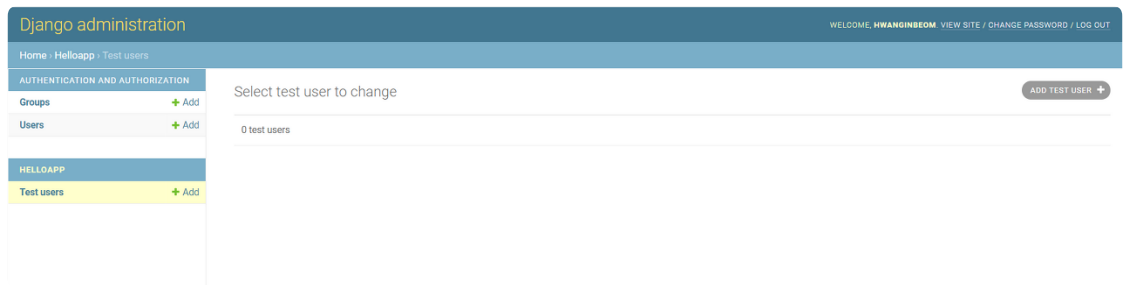 Django administration
WELCOME, HWANGINBEOM. VIEW SITE / CHANGE PASSWORD / LOG OUT
Home › Helloapp › Test users
AUTHENTICATION AND AUTHORIZATION
Groups + Add
Users + Add
HELLOAPP
Test users + Add
Select test user to change
ADD TEST USER +
0 test users